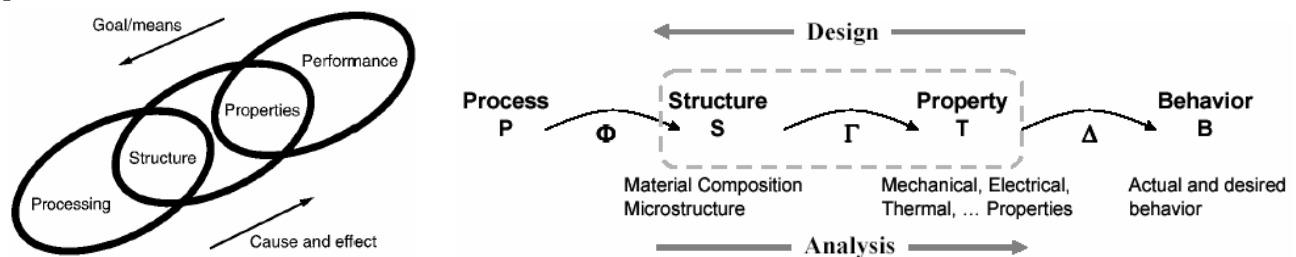 Goal/means
Performance
Properties
Structure
Processing
Cause and effect
Design
Process Structure Property Behavior
P Φ S Γ T Δ B
Material Composition Mechanical, Electrical, Actual and desired
Microstructure Thermal, ... Properties behavior
Analysis